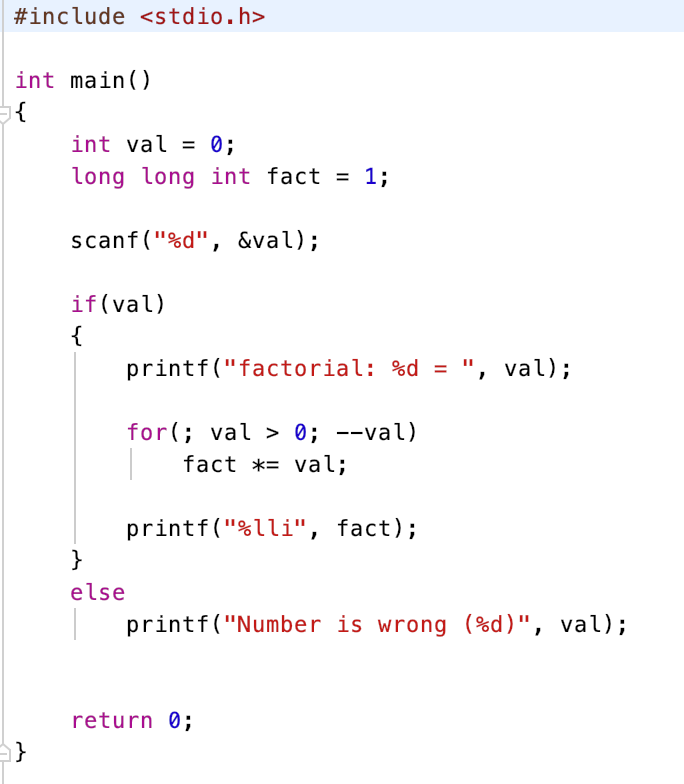 #include <stdio.h>
int main()
{
    int val = 0;
    long long int fact = 1;
    scanf("%d", &val);
    if(val)
    {
        printf("factorial: %d = ", val);
        for(; val > 0; --val)
            fact *= val;
        printf("%lli", fact);
    }
    else
        printf("Number is wrong (%d)", val);
    return 0;
}